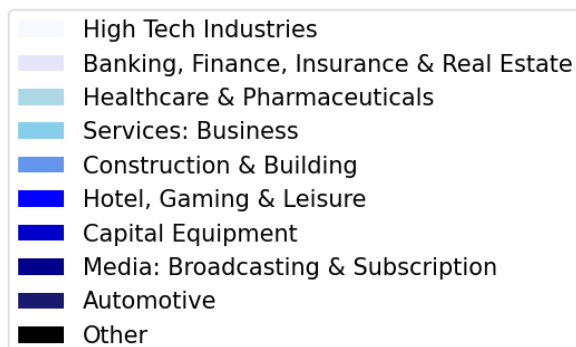 High Tech Industries
Banking, Finance, Insurance & Real Estate
Healthcare & Pharmaceuticals
Services: Business
Construction & Building
Hotel, Gaming & Leisure
Capital Equipment
Media: Broadcasting & Subscription
Automotive
Other